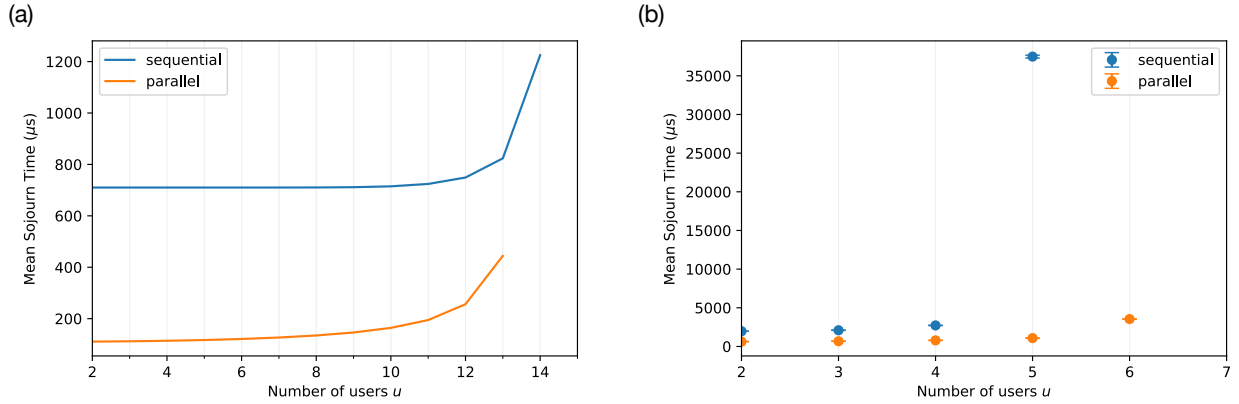 (a)
Mean Sojourn Time (μs)
1200
1000
800
600
400
200
sequential
parallel
2 4 6 8 10 12 14
Number of users u
(b)
Mean Sojourn Time (μs)
35000
30000
25000
20000
15000
10000
5000
0
sequential
parallel
2 3 4 5 6 7
Number of users u